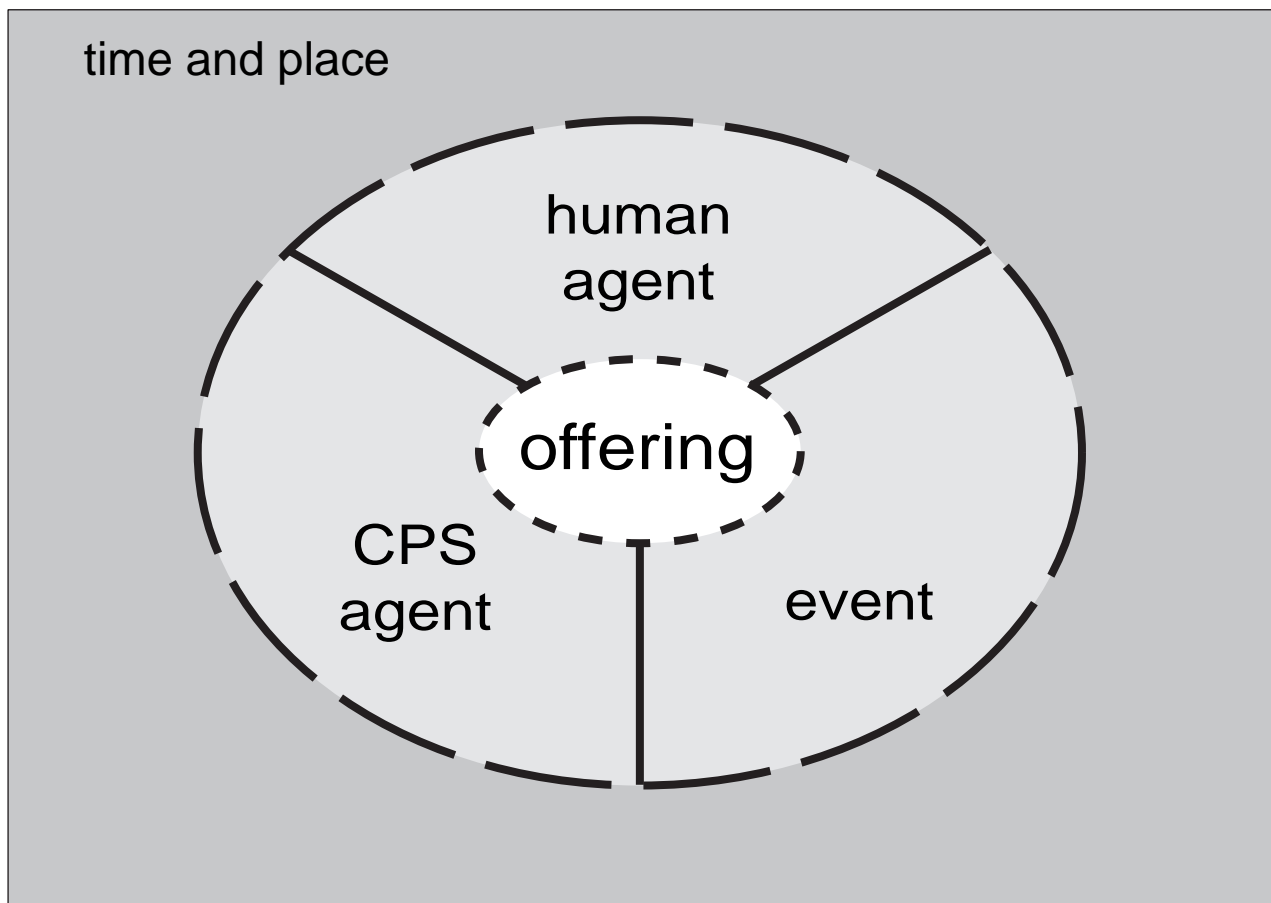 time and place
human
agent
offering
CPS
agent
event